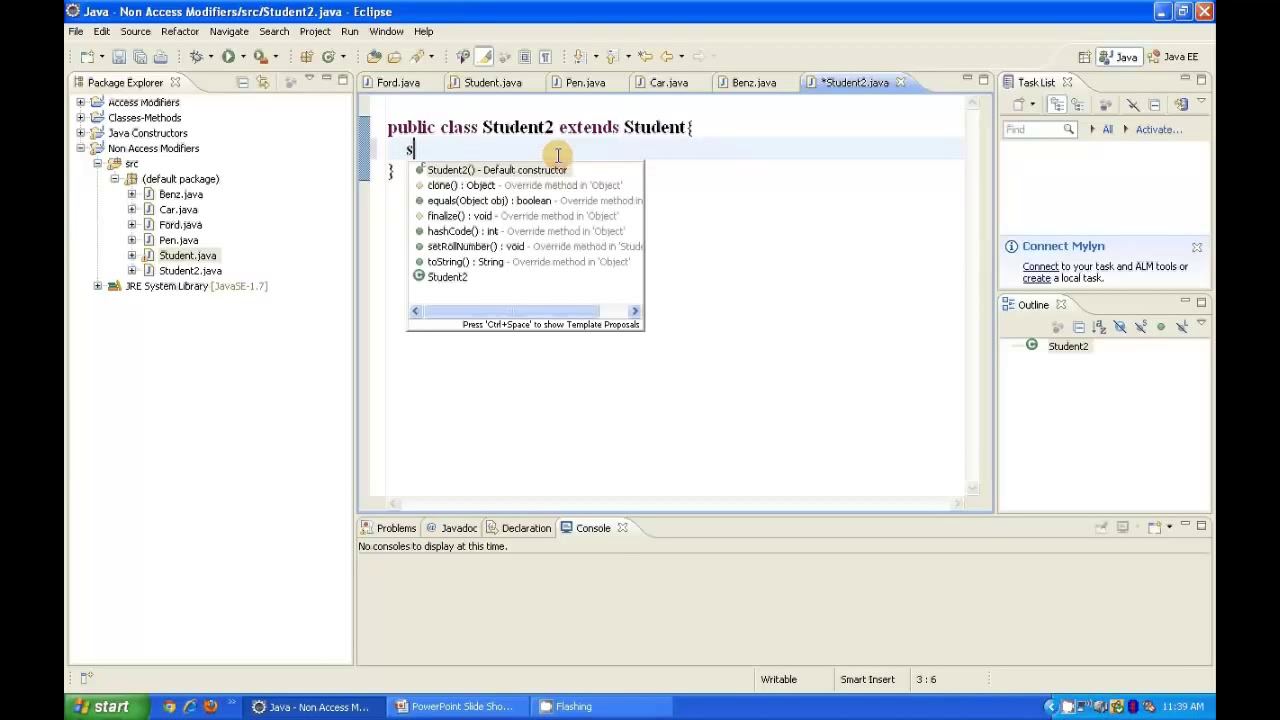 Java - Non Access Modifiers/src/Student2.java - Eclipse
File Edit Source Refactor Navigate Search Project Run Window Help
Java Java EE
Package Explorer
Access Modifiers
Classes-Methods
Java Constructors
Non Access Modifiers
src
(default package)
Benz.java
Car.java
Ford.java
Pen.java
Student.java
Student2.java
JRE System Library [JavaSE-1.7]
Ford.java Student.java Pen.java Car.java Benz.java *Student2.java
public class Student2 extends Student{
s
}
Student2() - Default constructor
clone() : Object - Override method in 'Object'
equals(Object obj) : boolean - Override method in
finalize() : void - Override method in 'Object'
hashCode() : int - Override method in 'Object'
setRollNumber() : void - Override method in 'Stude
toString() : String - Override method in 'Object'
Student2
Press 'Ctrl+Space' to show Template Proposals
Task List
Find All Activate...
Connect Mylyn
Connect to your task and ALM tools or
create a local task.
Outline
Student2
Problems @ Javadoc Declaration Console
No consoles to display at this time.
Writable Smart Insert 3 : 6
start Java - Non Access M... PowerPoint Slide Sho... Flashing 11:39 AM